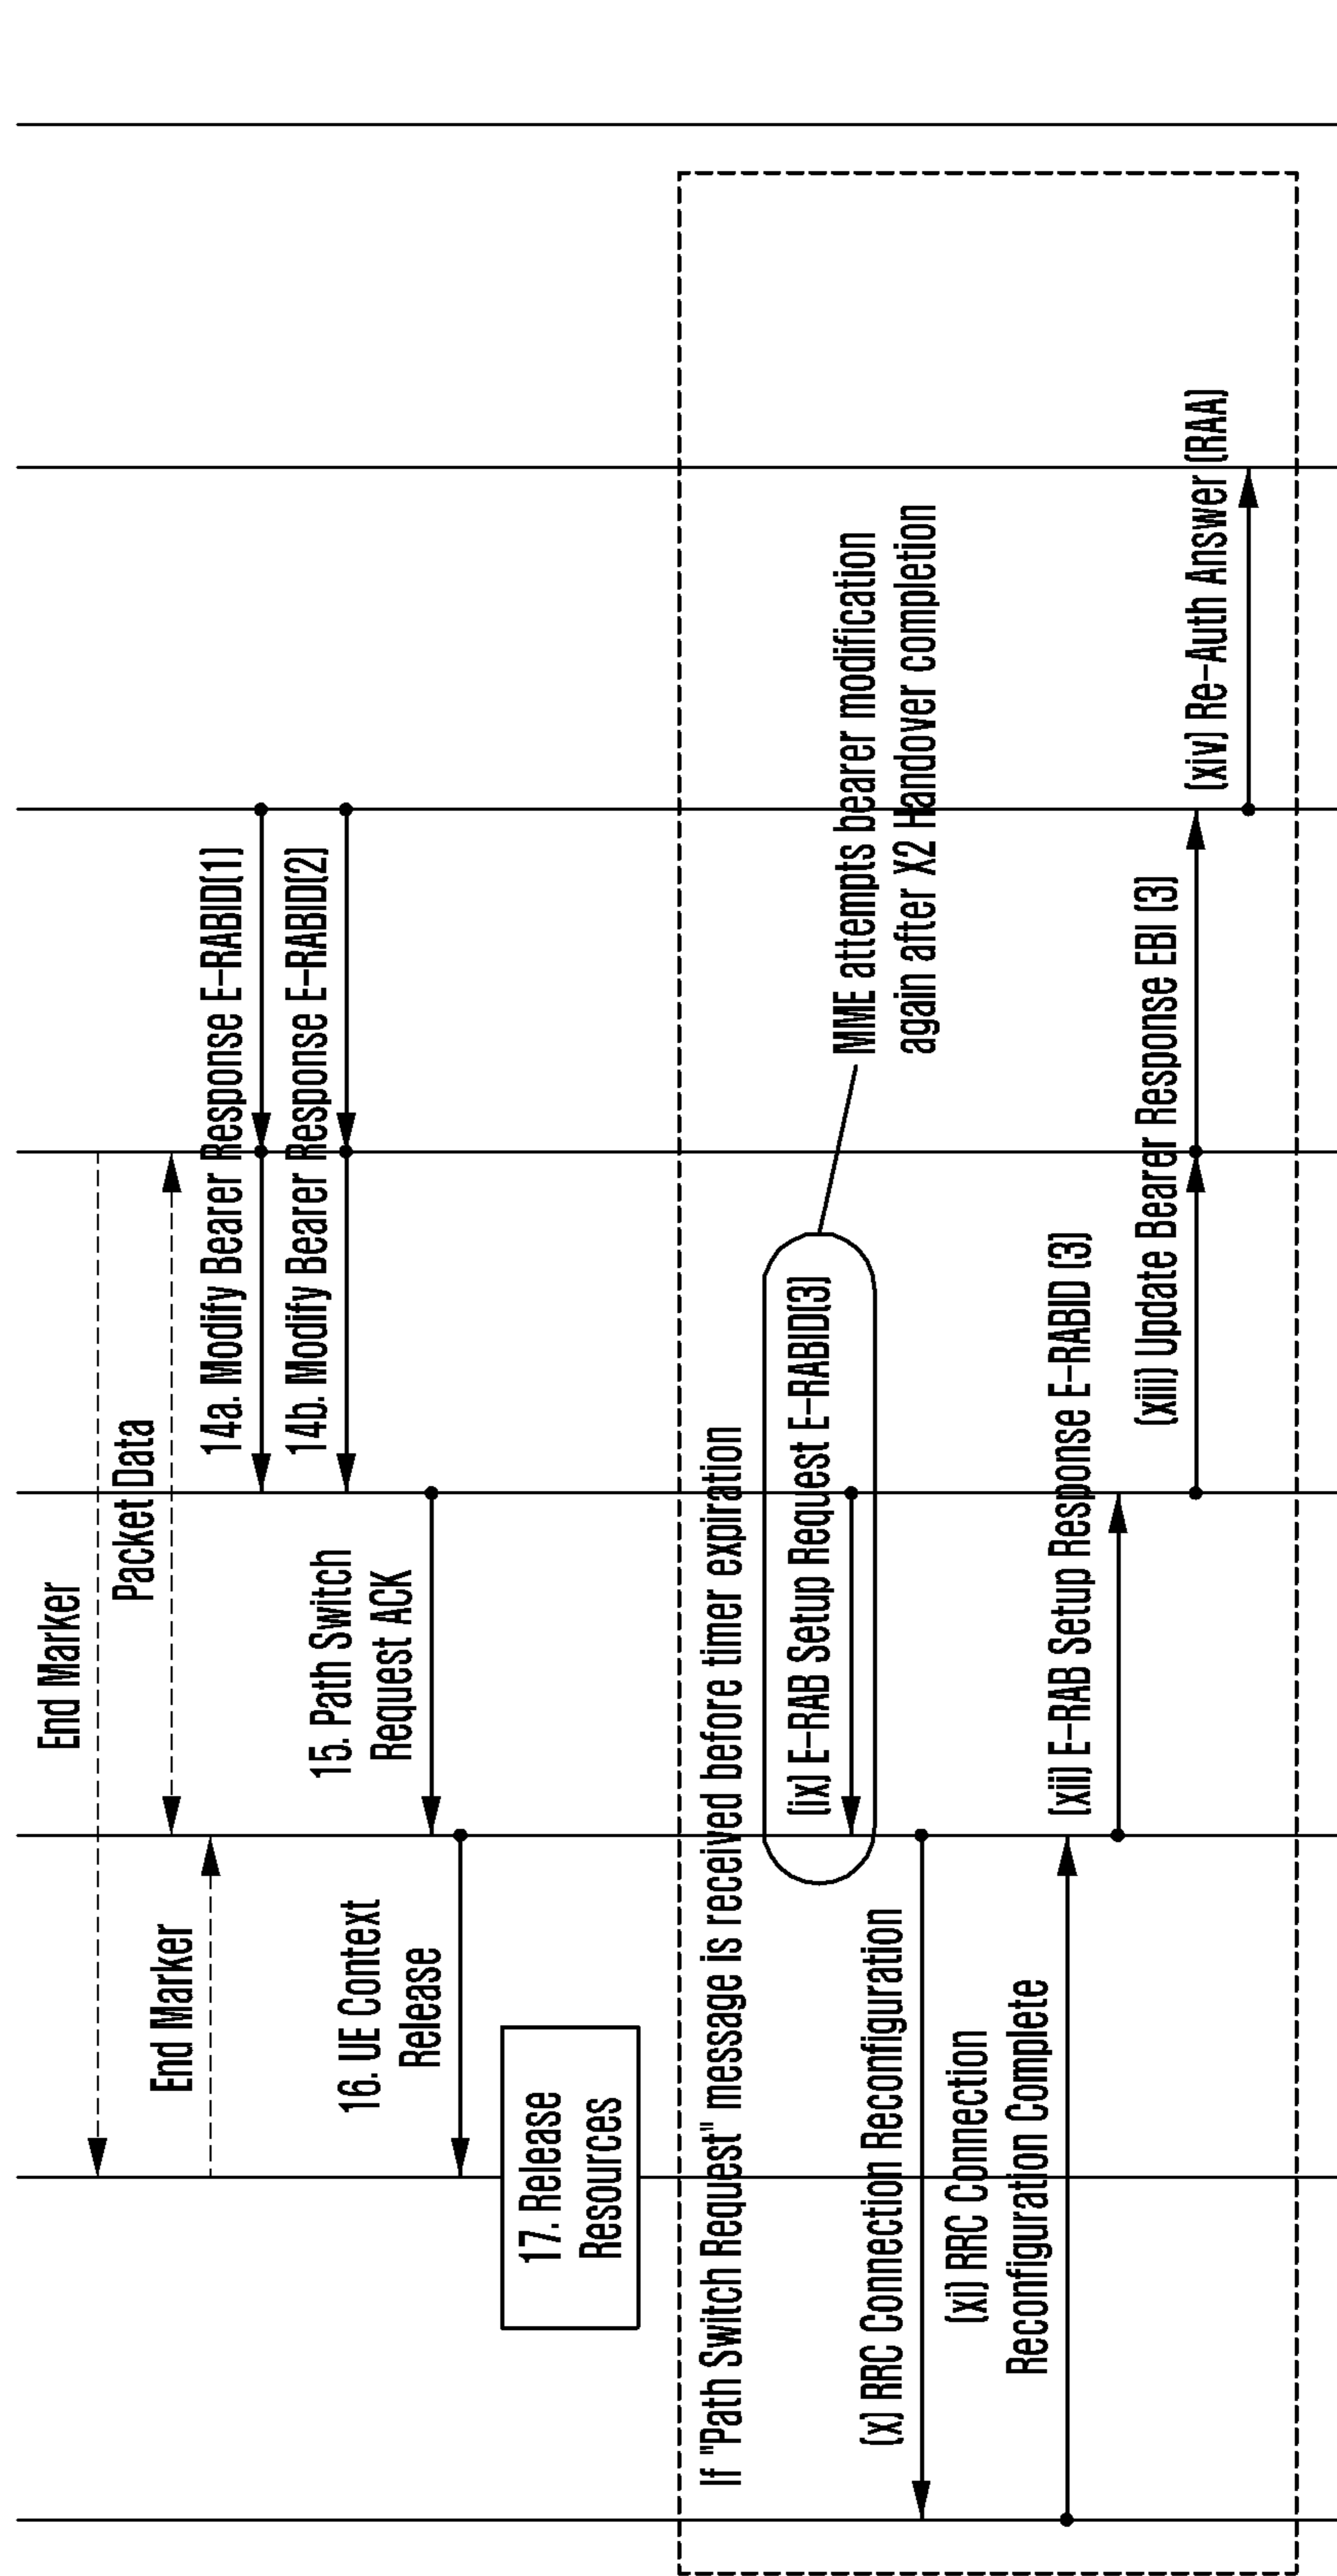 End Marker
Packet Data
End Marker
14a. Modify Bearer Response E-RABID(1)
14b. Modify Bearer Response E-RABID(2)
15. Path Switch
Request ACK
16. UE Context
Release
17. Release
Resources
If "Path Switch Request" message is received before timer expiration
(ix) E-RAB Setup Request E-RABID(3)
MME attempts bearer modification
again after X2 Handover completion
(x) RRC Connection Reconfiguration
(xi) RRC Connection
Reconfiguration Complete
(xii) E-RAB Setup Response E-RABID (3)
(xiii) Update Bearer Response EBI (3)
(xiv) Re-Auth Answer (RAA)